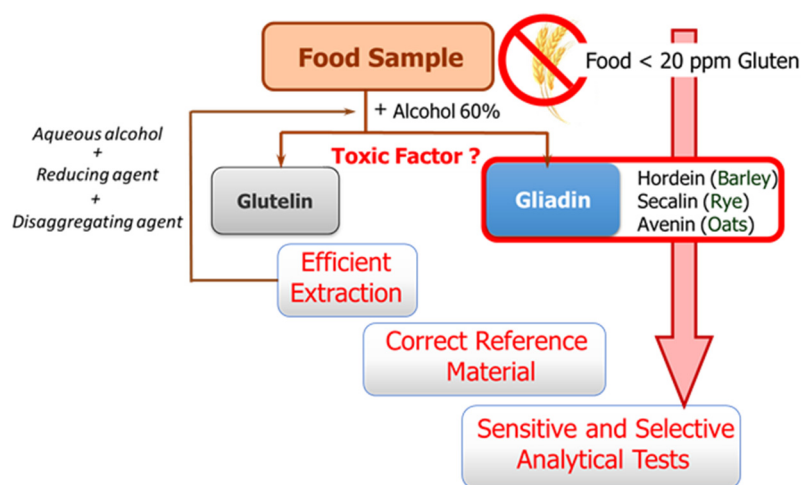 Food Sample
Food < 20 ppm Gluten
+ Alcohol 60%
Aqueous alcohol
+
Reducing agent
+
Disaggregating agent
Toxic Factor ?
Glutelin
Gliadin
Hordein (Barley)
Secalin (Rye)
Avenin (Oats)
Efficient
Extraction
Correct Reference
Material
Sensitive and Selective
Analytical Tests